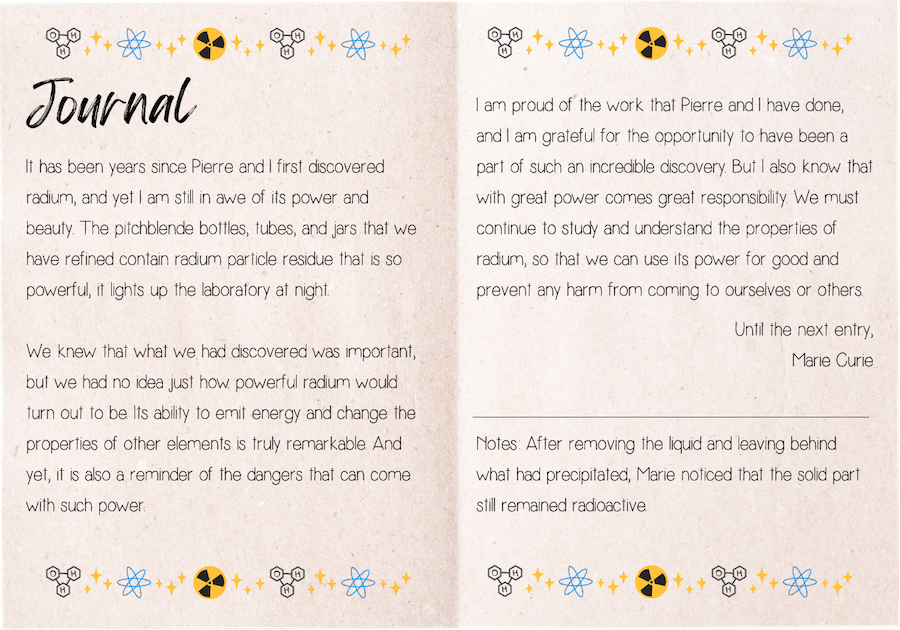 Journal
It has been years since Pierre and I first discovered
radium, and yet I am still in awe of its power and
beauty. The pitchblende bottles, tubes, and jars that we
have refined contain radium particle residue that is so
powerful, it lights up the laboratory at night.
We knew that what we had discovered was important,
but we had no idea just how powerful radium would
turn out to be. Its ability to emit energy and change the
properties of other elements is truly remarkable. And
yet, it is also a reminder of the dangers that can come
with such power.
I am proud of the work that Pierre and I have done,
and I am grateful for the opportunity to have been a
part of such an incredible discovery. But I also know that
with great power comes great responsibility. We must
continue to study and understand the properties of
radium, so that we can use its power for good and
prevent any harm from coming to ourselves or others.
Until the next entry,
Marie Curie
Notes: After removing the liquid and leaving behind
what had precipitated, Marie noticed that the solid part
still remained radioactive.
O H H O H H O H H O H H
O H H O H H O H H O H H